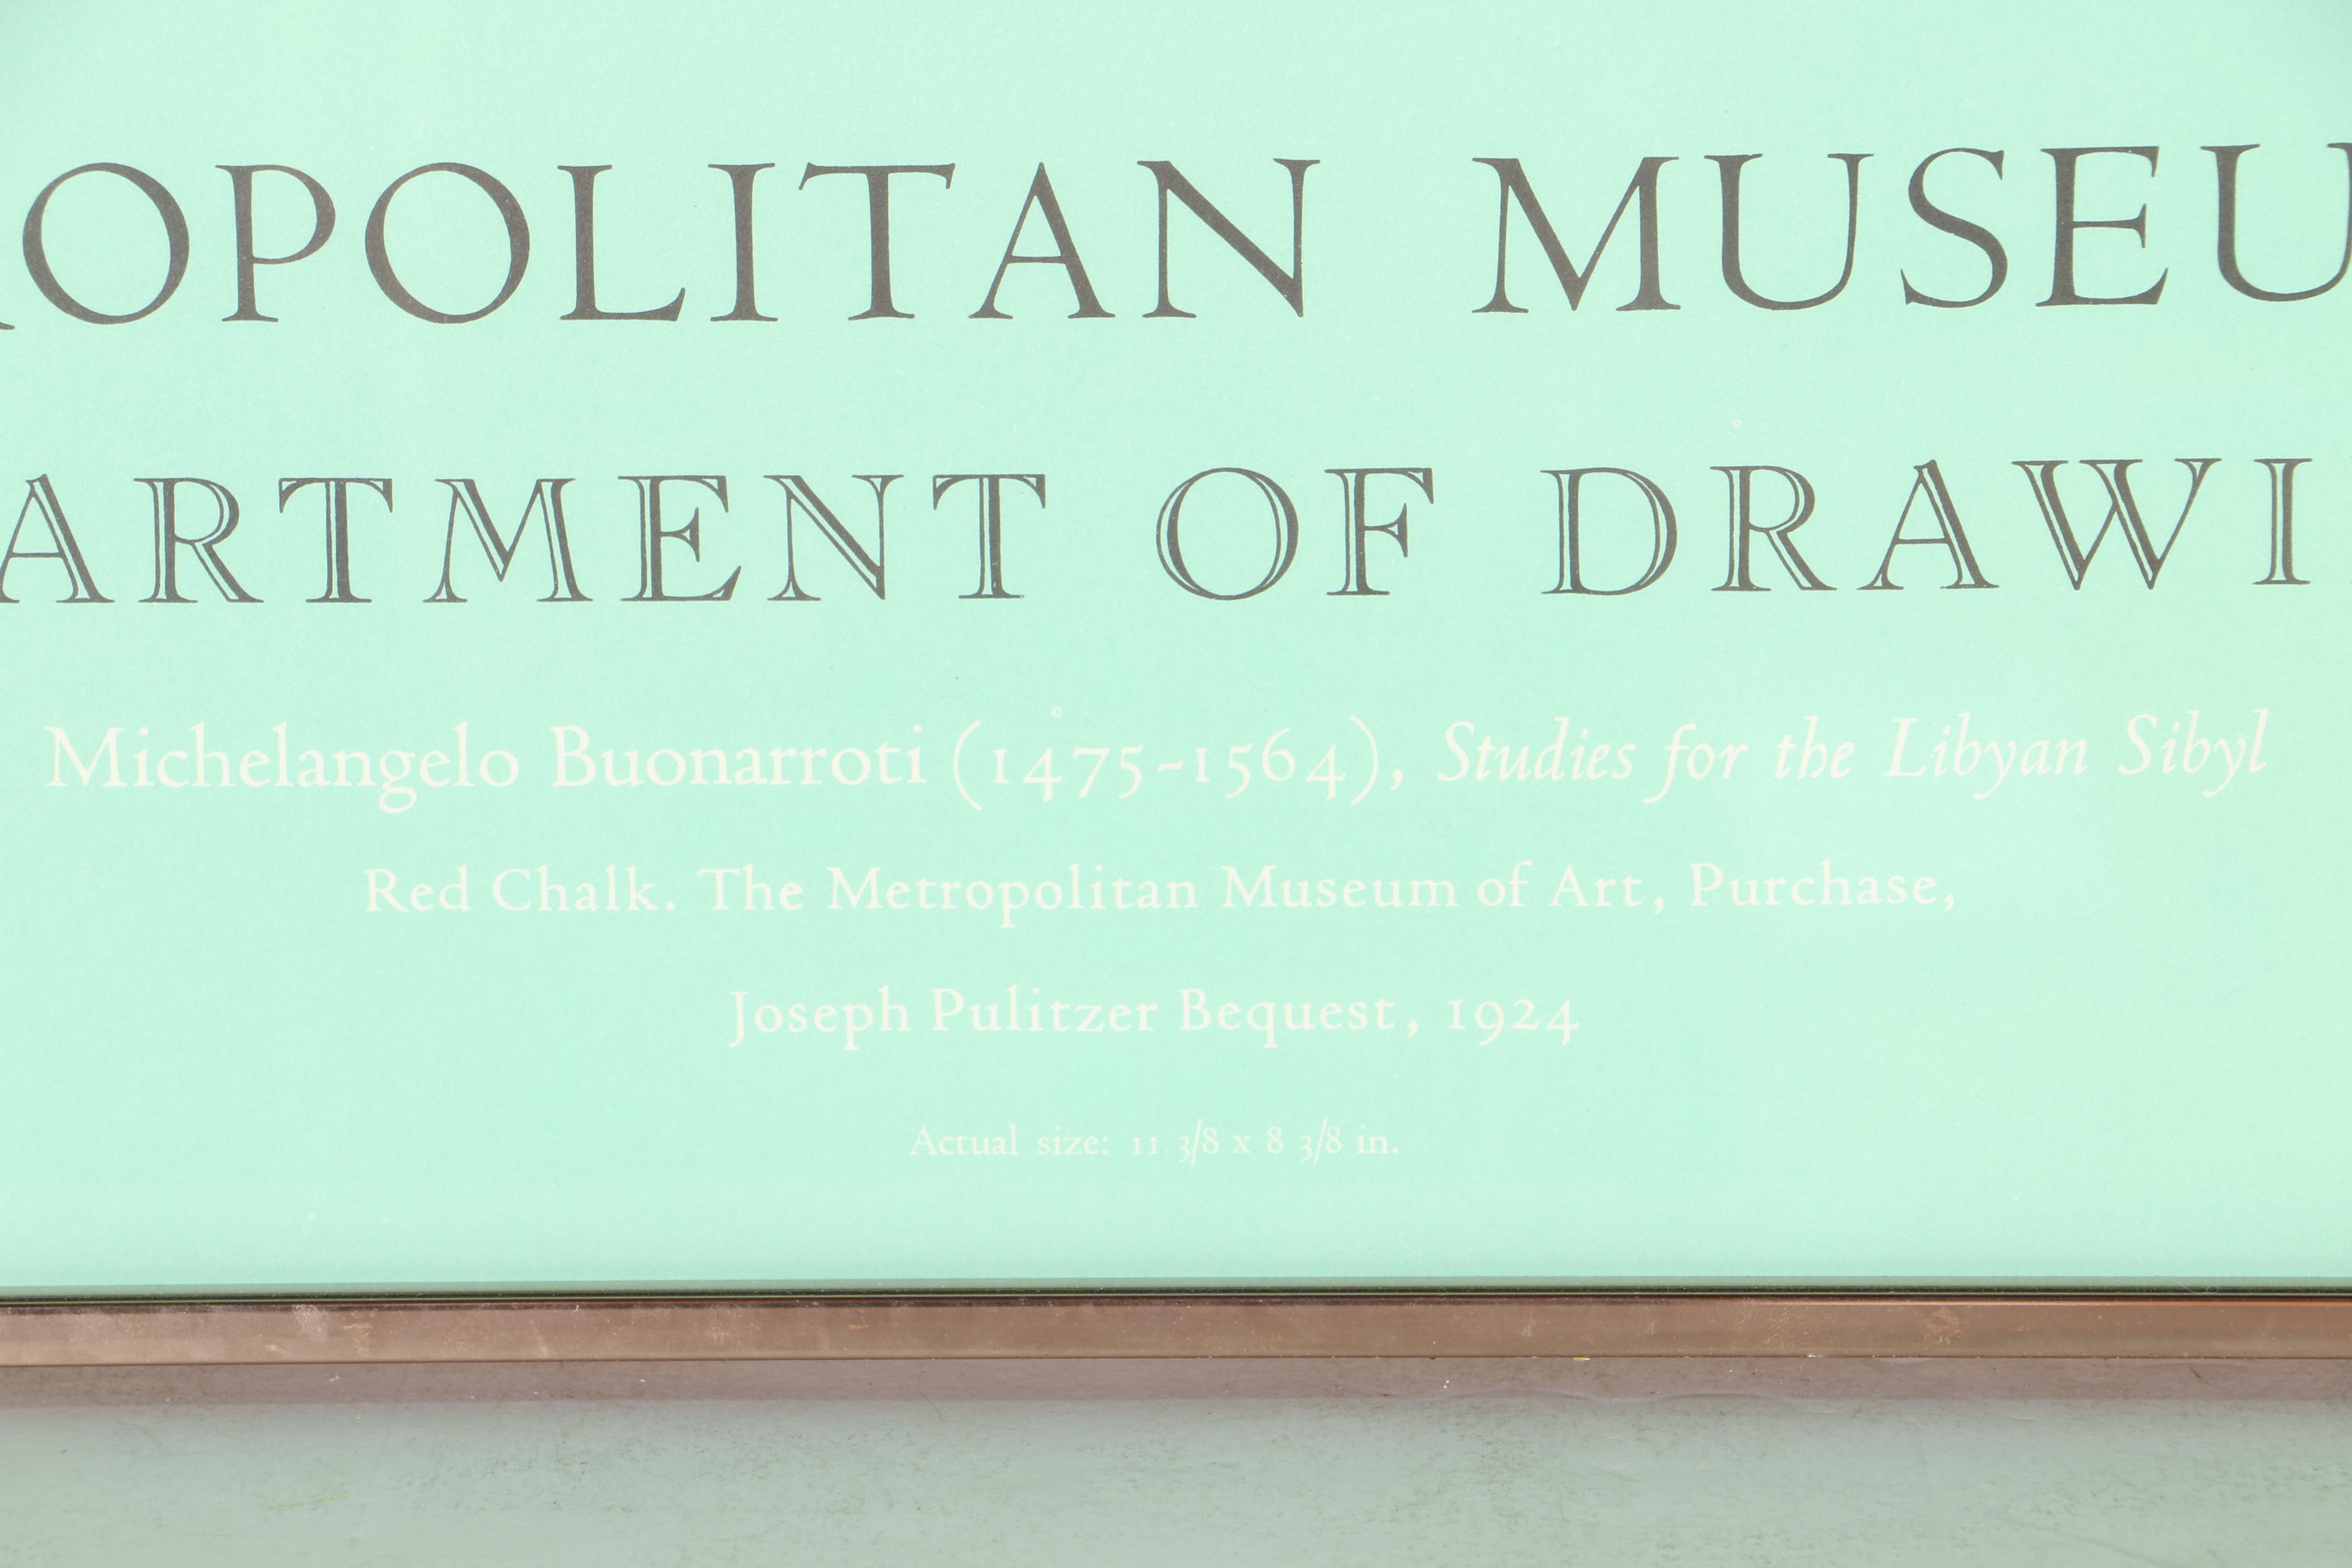 ROPOLITAN MUSEU
ARTMENT OF DRAWI
Michelangelo Buonarroti (1475-1564), Studies for the Libyan Sibyl
Red Chalk. The Metropolitan Museum of Art, Purchase,
Joseph Pulitzer Bequest, 1924
Actual size: 11 3/8 x 8 3/8 in.